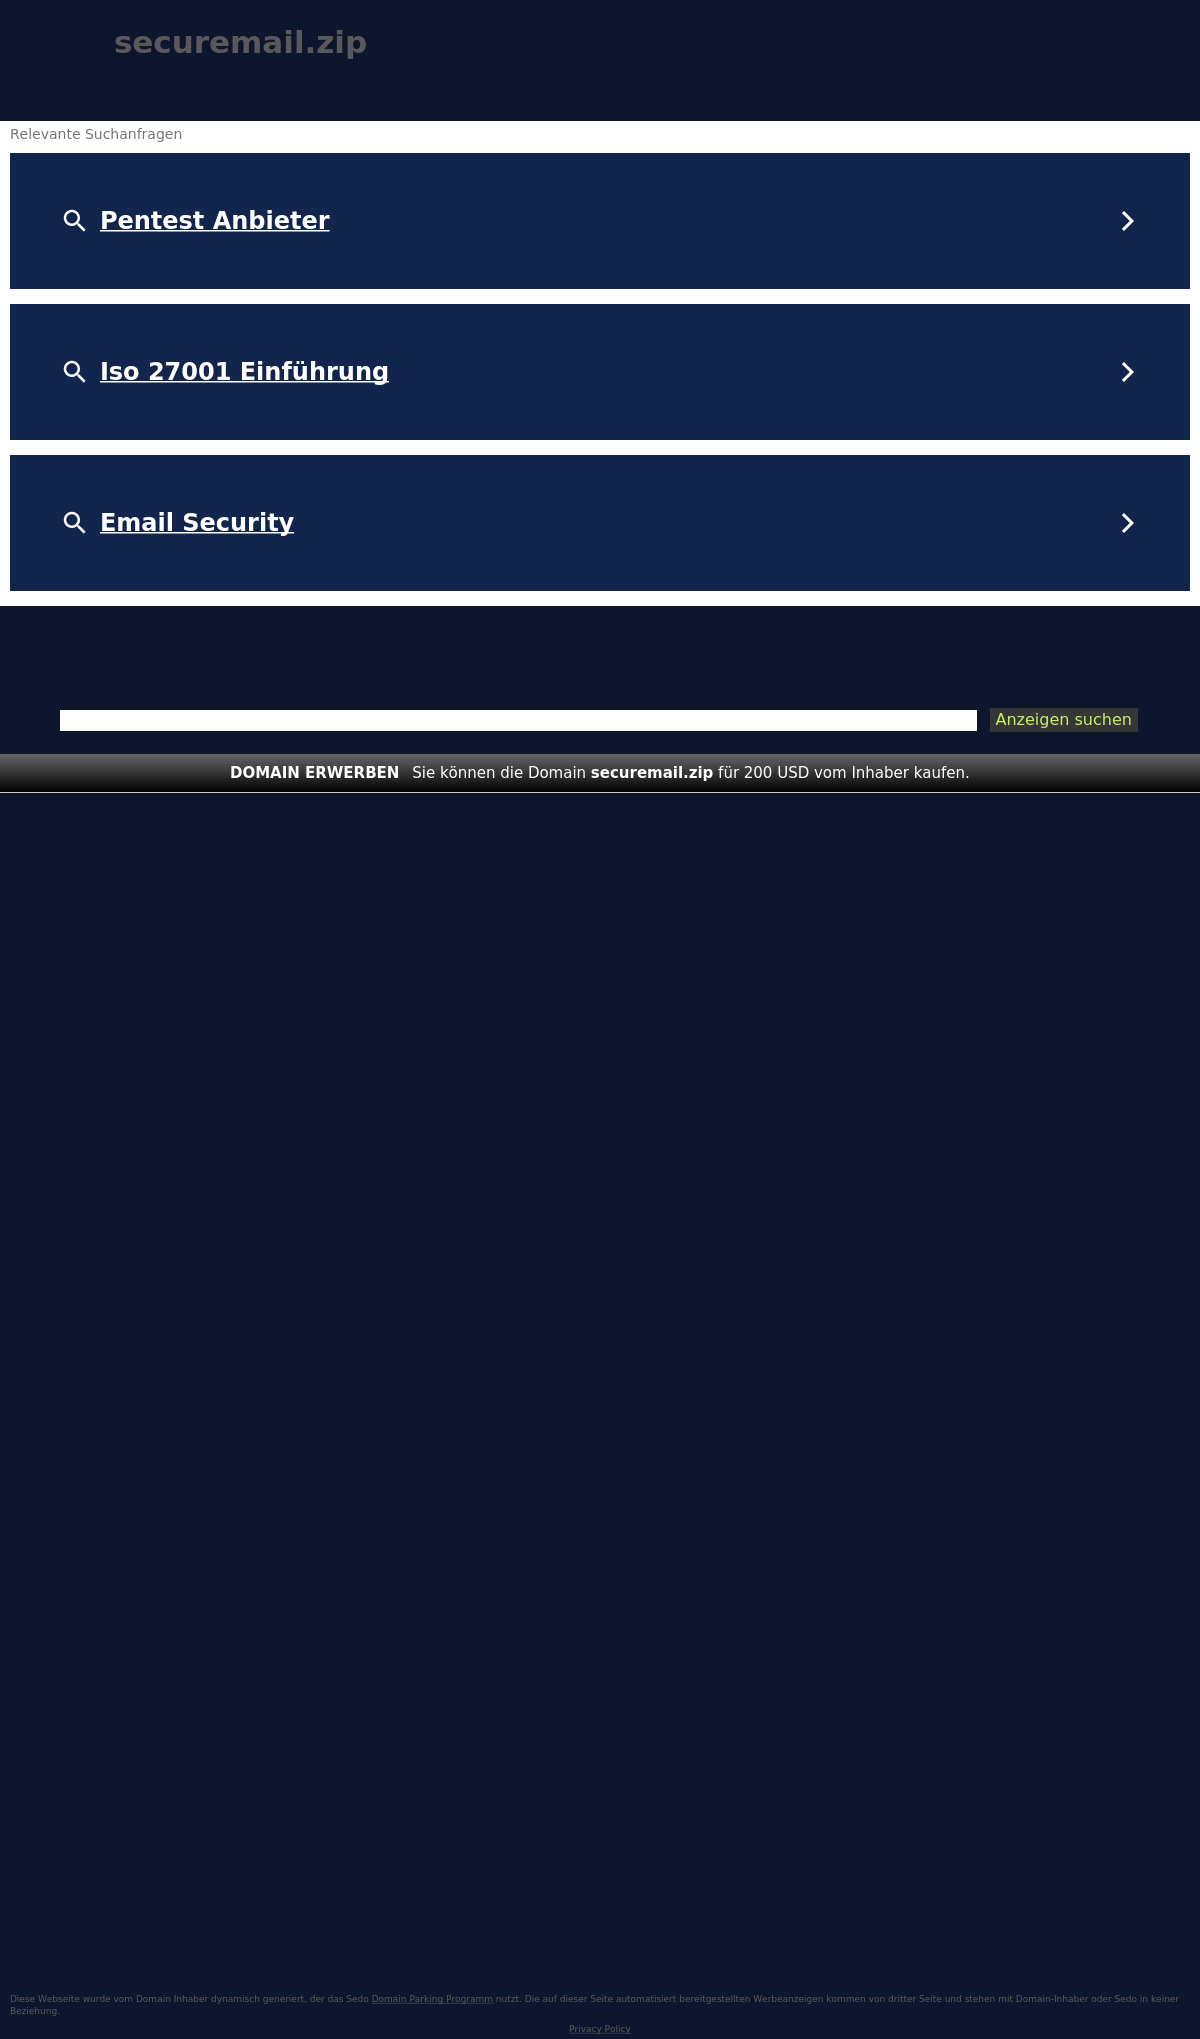 securemail.zip
Relevante Suchanfragen
Pentest Anbieter
Iso 27001 Einführung
Email Security
Anzeigen suchen
DOMAIN ERWERBEN Sie können die Domain securemail.zip für 200 USD vom Inhaber kaufen.
Diese Webseite wurde vom Domain Inhaber dynamisch generiert, der das Sedo Domain Parking Programm nutzt. Die auf dieser Seite automatisiert bereitgestellten Werbeanzeigen kommen von dritter Seite und stehen mit Domain-Inhaber oder Sedo in keiner
Beziehung.
Privacy Policy